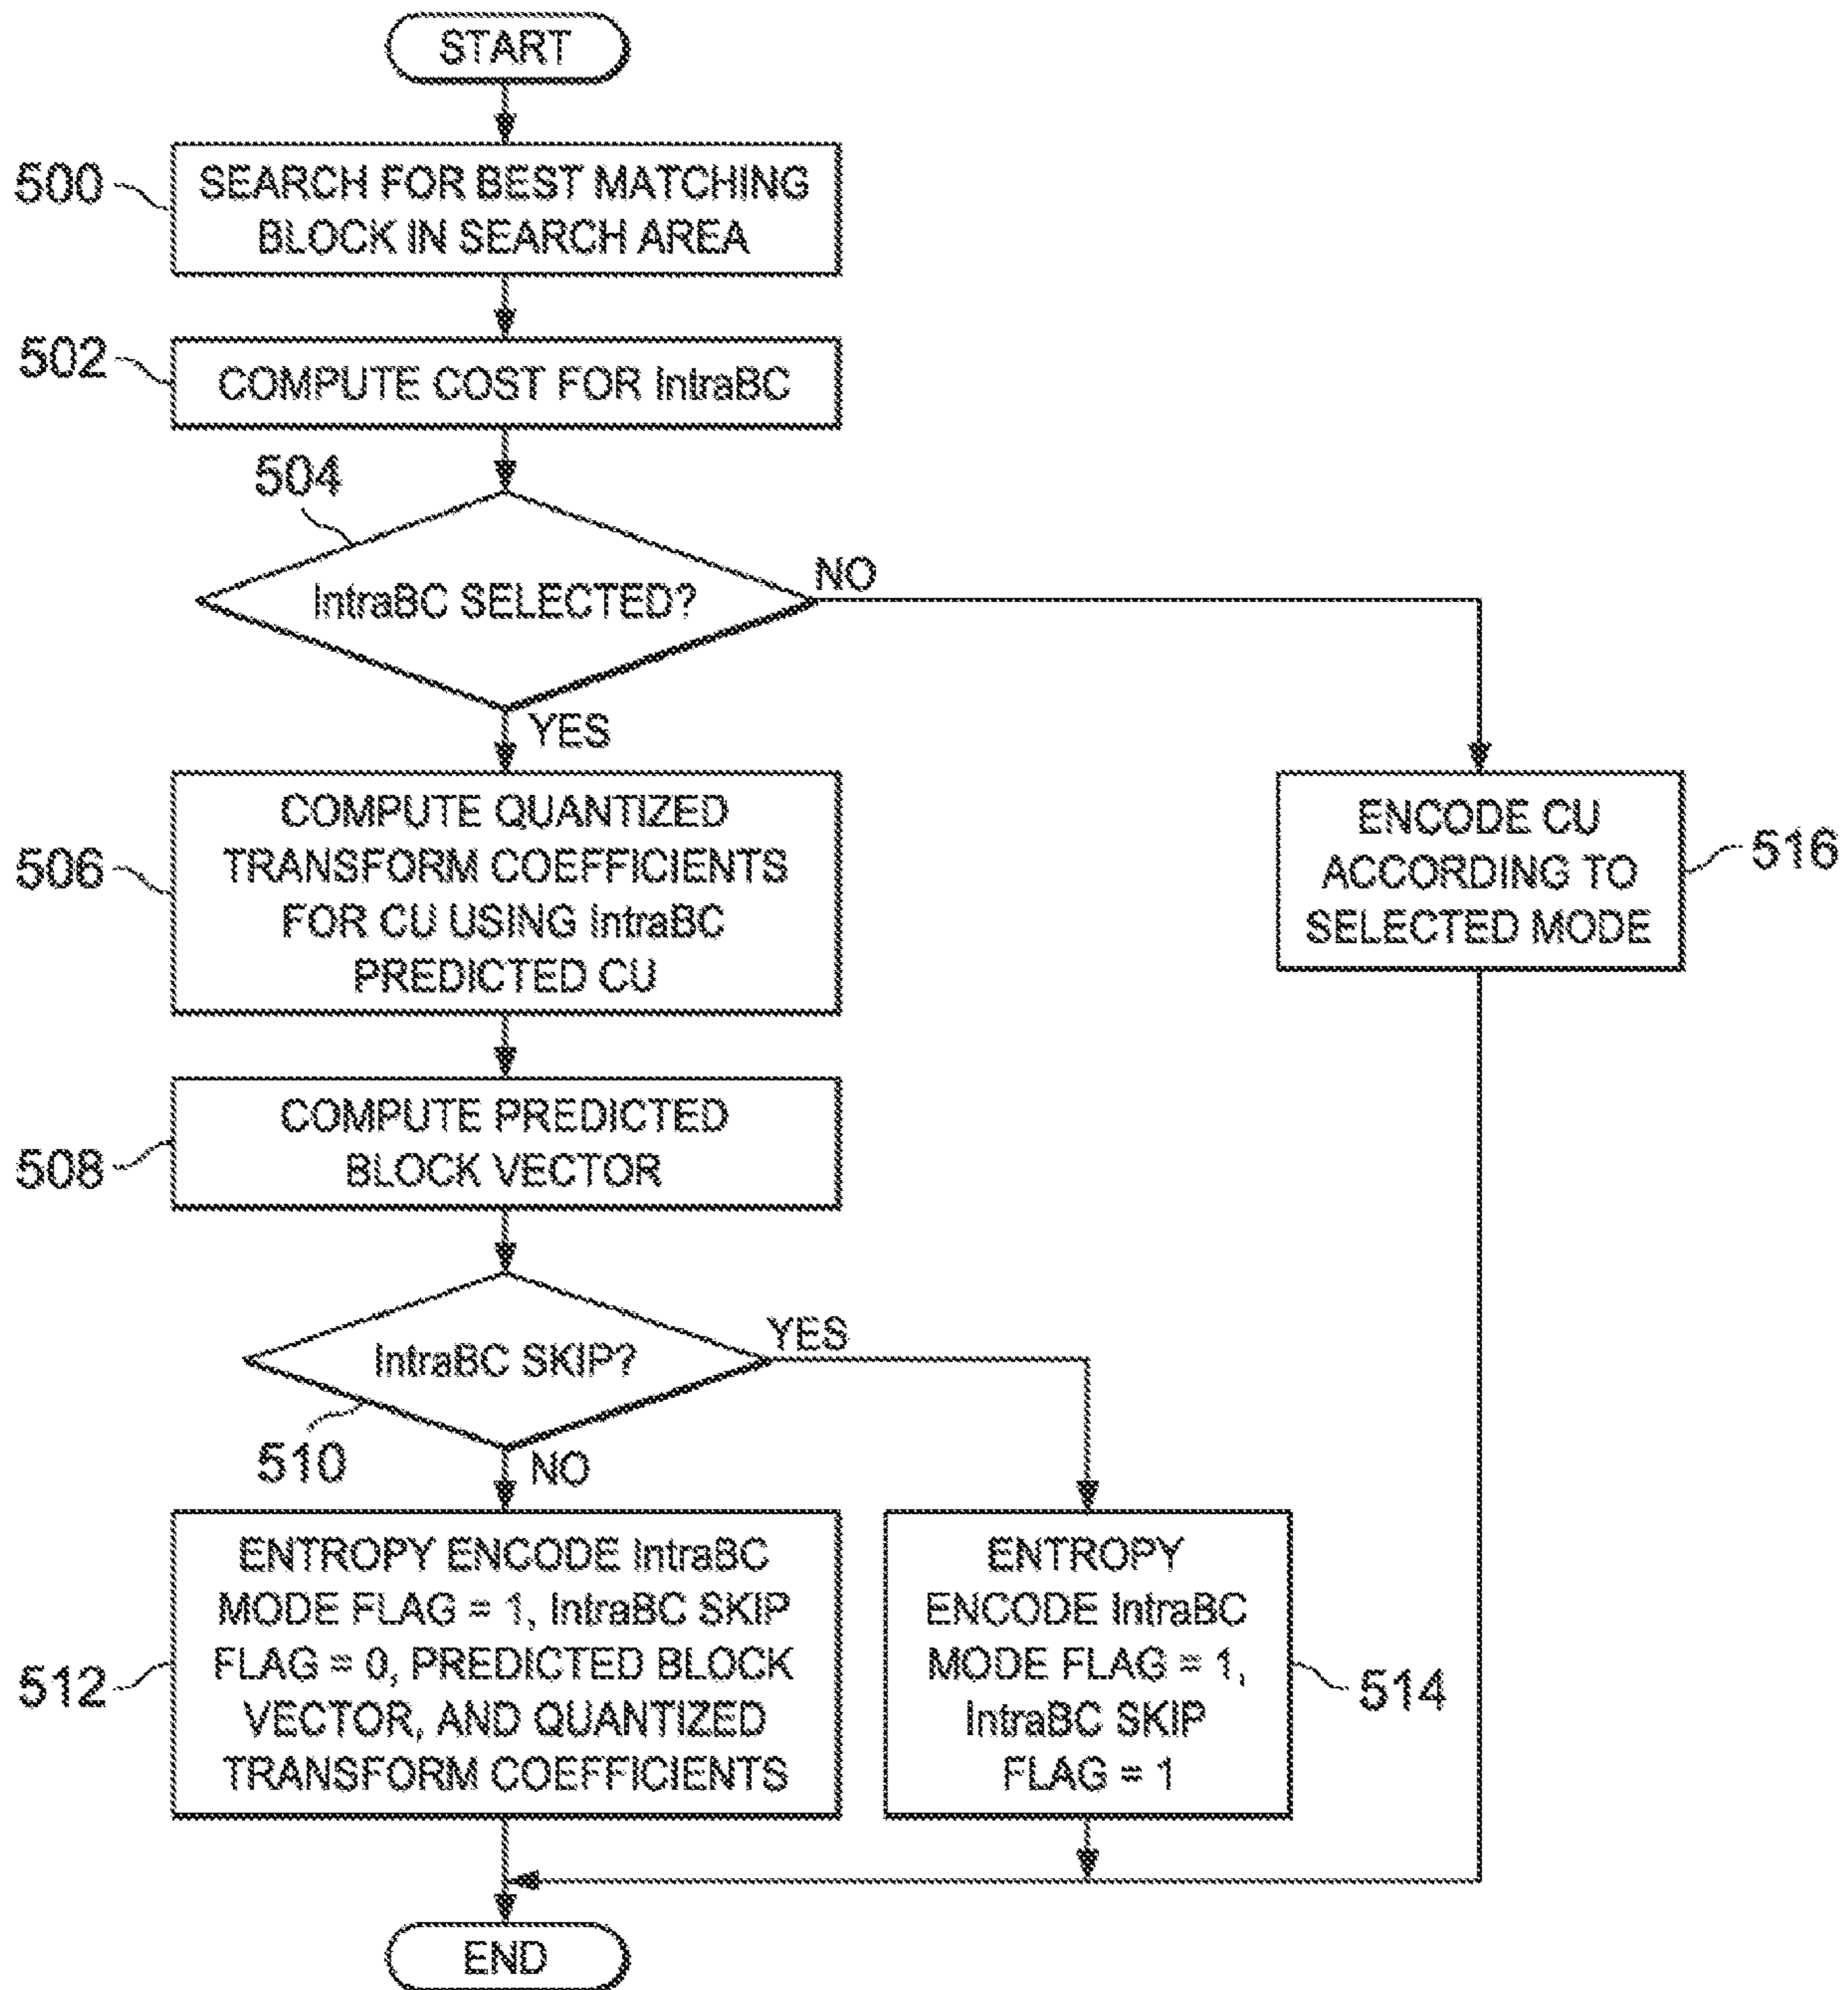 START
500
SEARCH FOR BEST MATCHING
BLOCK IN SEARCH AREA
502
COMPUTE COST FOR IntraBC
504
IntraBC SELECTED?
NO
YES
506
COMPUTE QUANTIZED
TRANSFORM COEFFICIENTS
FOR CU USING IntraBC
PREDICTED CU
ENCODE CU
ACCORDING TO
SELECTED MODE
516
508
COMPUTE PREDICTED
BLOCK VECTOR
IntraBC SKIP?
YES
510
NO
512
ENTROPY ENCODE IntraBC
MODE FLAG = 1, IntraBC SKIP
FLAG = 0, PREDICTED BLOCK
VECTOR, AND QUANTIZED
TRANSFORM COEFFICIENTS
ENTROPY
ENCODE IntraBC
MODE FLAG = 1,
IntraBC SKIP
FLAG = 1
514
END